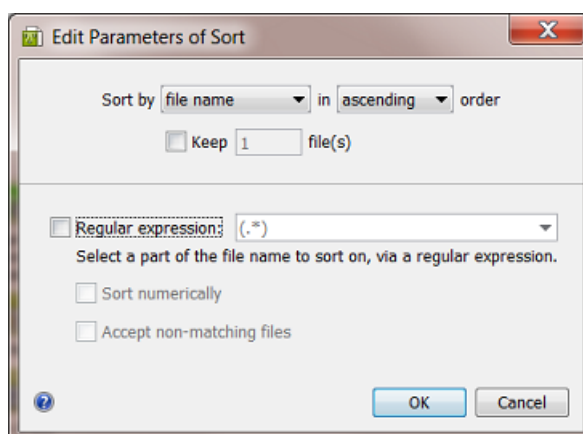 Edit Parameters of Sort
Sort by file name in ascending order
Keep 1 file(s)
Regular expression: (.*)
Select a part of the file name to sort on, via a regular expression.
Sort numerically
Accept non-matching files
OK Cancel